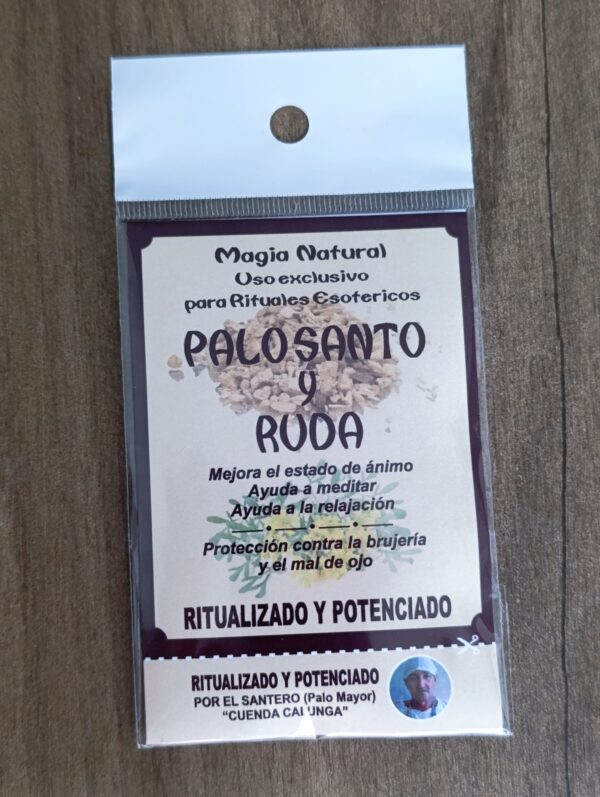 Magia Natural
Uso exclusivo
para Rituales Esotericos
PALO SANTO
y
RUDA
Mejora el estado de ánimo
Ayuda a meditar
Ayuda a la relajación
Protección contra la brujería
y el mal de ojo
RITUALIZADO Y POTENCIADO
RITUALIZADO Y POTENCIADO
POR EL SANTERO (Palo Mayor)
“CUENDA CALUNGA”